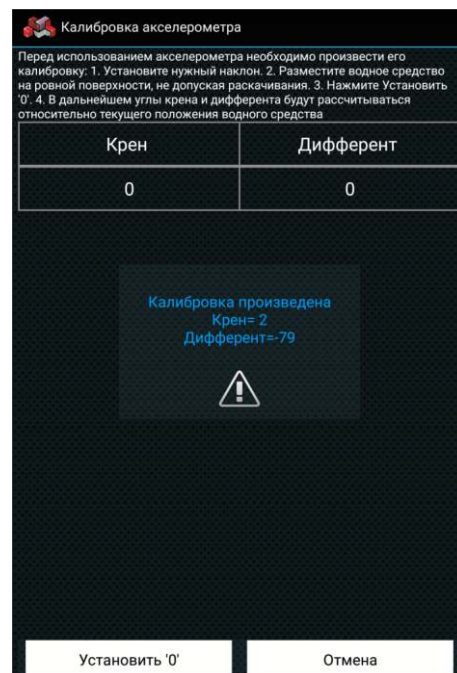 Калибровка акселерометра
Перед использованием акселерометра необходимо произвести его
калибровку: 1. Установите нужный наклон. 2. Разместите водное средство
на ровной поверхности, не допуская раскачивания. 3. Нажмите Установить
'0'. 4. В дальнейшем углы крена и дифферента будут рассчитываться
относительно текущего положения водного средства
Крен Дифферент
0 0
Калибровка произведена
Крен= 2
Дифферент=-79
Установить '0' Отмена